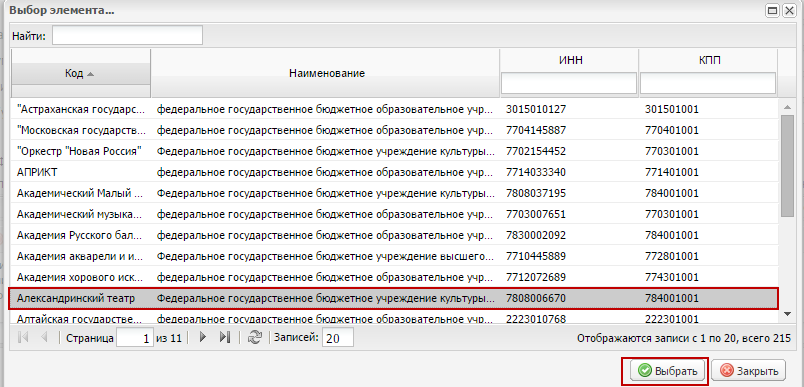 Выбор элемента...
Найти:
Код Наименование ИНН КПП
"Астраханская государс... федеральное государственное бюджетное образовательное учр... 3015010127 301501001
"Московская государств... федеральное государственное бюджетное образовательное учр... 7704145887 770401001
"Оркестр "Новая Россия" Федеральное государственное бюджетное учреждение культуры... 7702154452 770301001
АПРИКТ федеральное государственное бюджетное образовательное учр... 7714033340 771401001
Академический Малый ... Федеральное государственное бюджетное учреждение культуры... 7808037195 784001001
Академический музыка... Федеральное государственное бюджетное образовательное учр... 7703007651 770301001
Академия Русского бал... Федеральное государственное бюджетное образовательное учр... 7830002092 784001001
Академия акварели и и... Федеральное государственное бюджетное учреждение высшего... 7710445889 772801001
Академия хорового иск... Федеральное государственное бюджетное образовательное учр... 7712072689 774301001
Александринский театр Федеральное государственное бюджетное учреждение культуры... 7808006670 784001001
Алтайская государстве... Федеральное государственное бюджетное образовательное учр... 2223010768 222301001
Страница 1 из 11 Записей: 20 Отображаются записи с 1 по 20, всего 215
Выбрать Закрыть